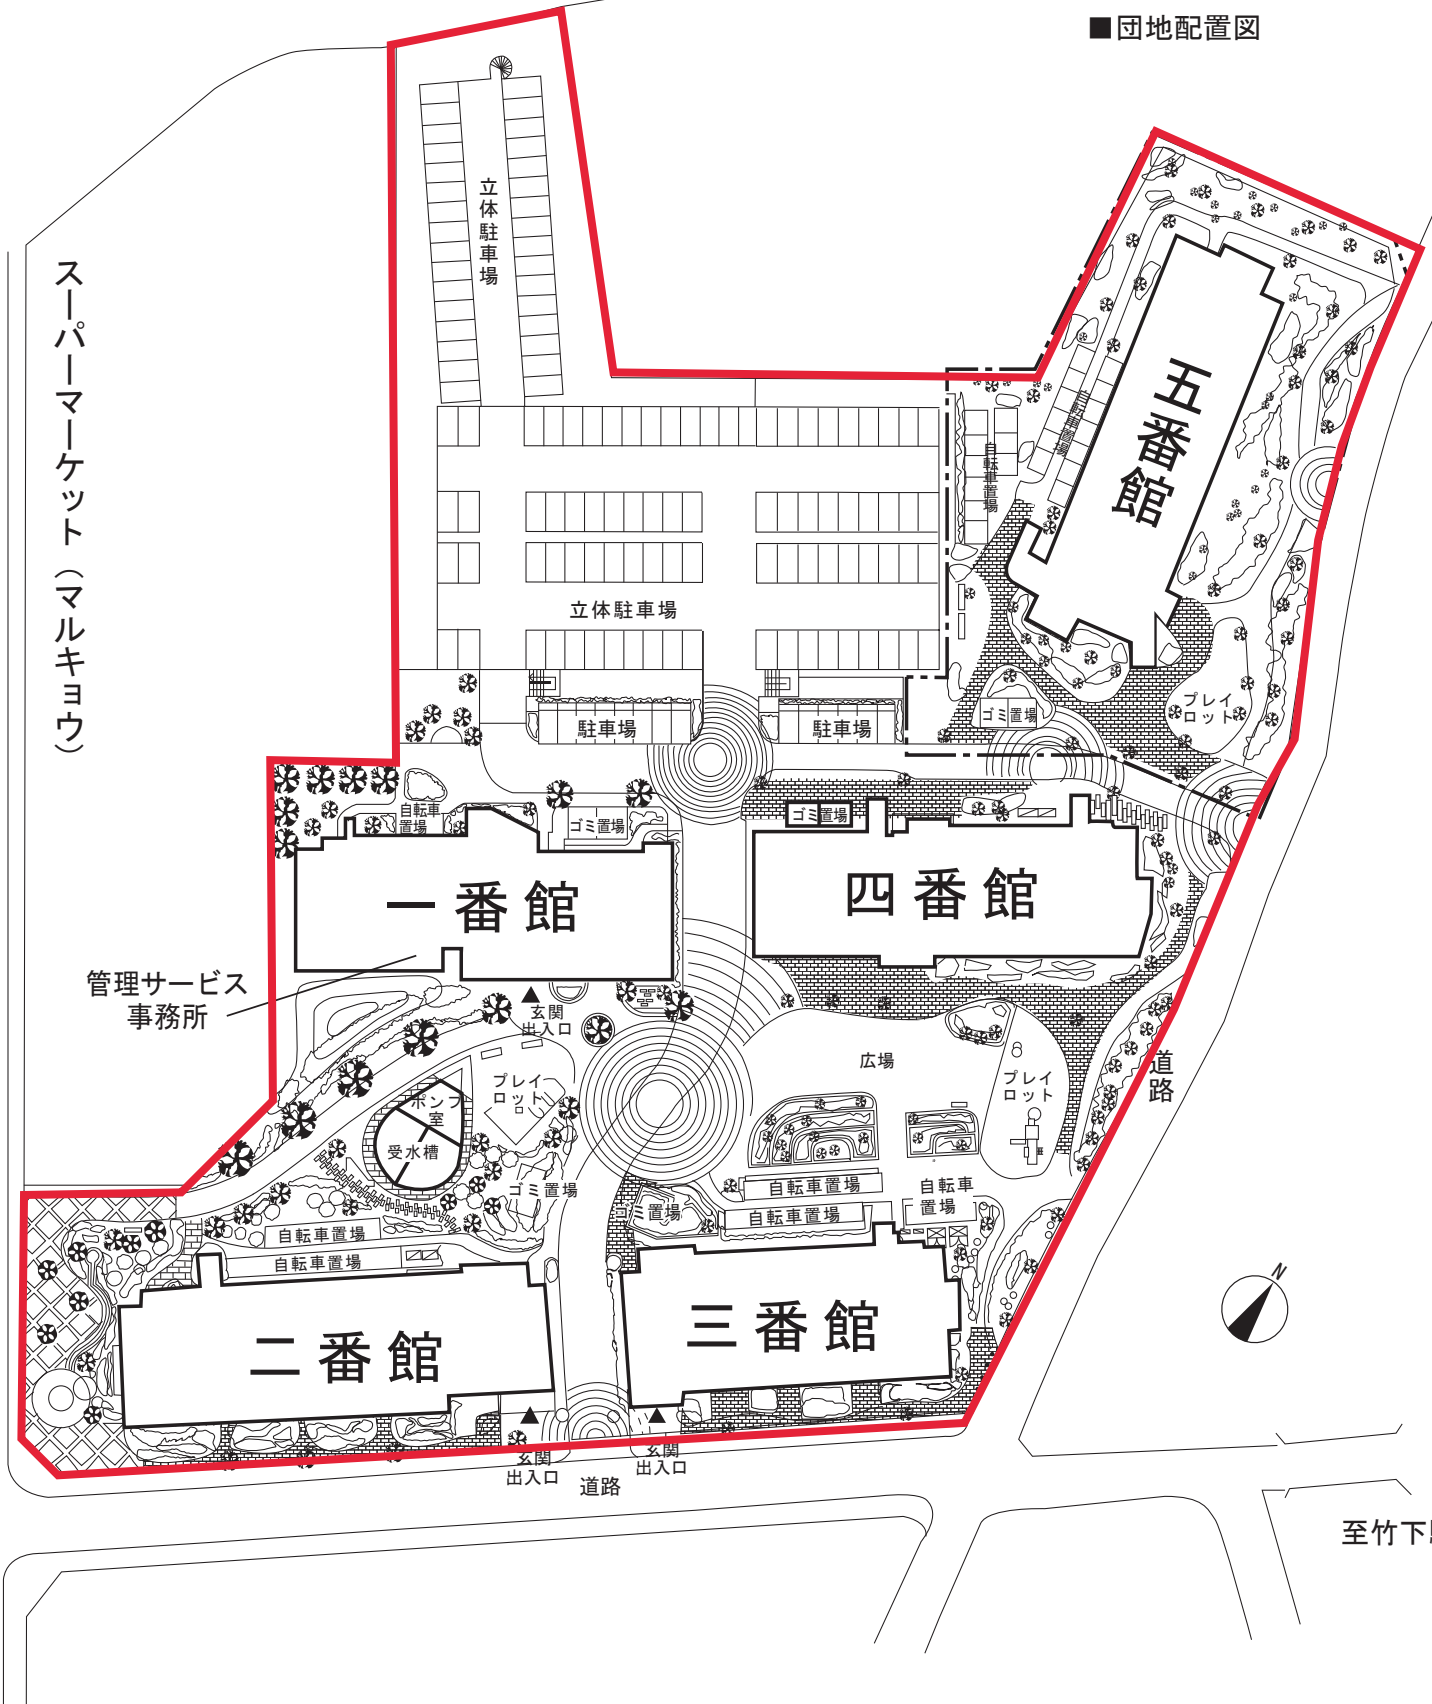 ■団地配置図
立体駐車場
スーパーマーケット（マルキョウ）
五番館
自転車置場
自転車置場
立体駐車場
プレイ
ロット
ゴミ置場
駐車場
駐車場
自転車
置場
ゴミ置場
ゴミ置場
一番館
四番館
管理サービス
事務所
玄関
出入口
広場
プレイ
ロット
プレイ
ロット
道路
ポンプ
室
受水槽
ゴミ置場
ゴミ置場
自転車置場
自転車置場
自転車
置場
自転車置場
自転車置場
N
二番館
三番館
玄関
出入口
玄関
出入口
道路
至竹下